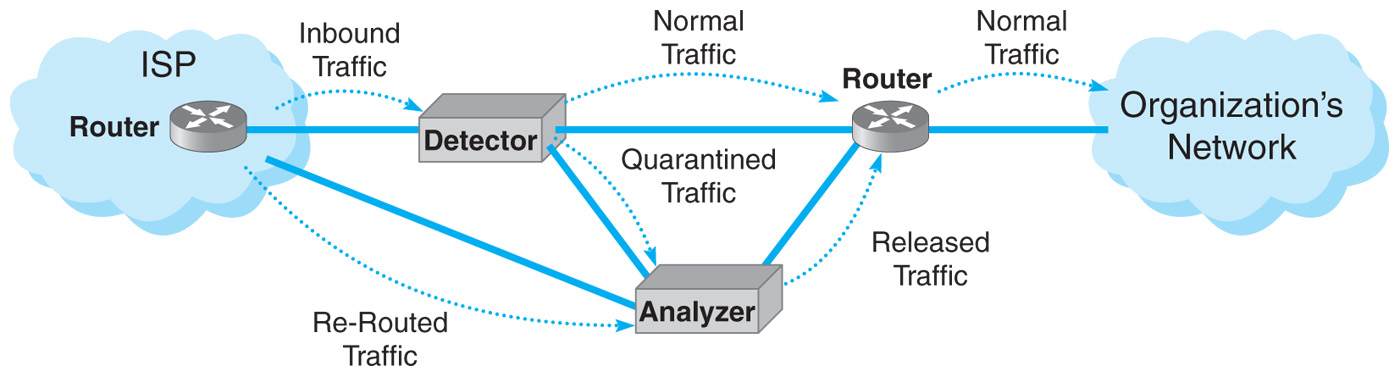 ISP
Router
Inbound
Traffic
Detector
Normal
Traffic
Router
Normal
Traffic
Organization's
Network
Quarantined
Traffic
Released
Traffic
Analyzer
Re-Routed
Traffic